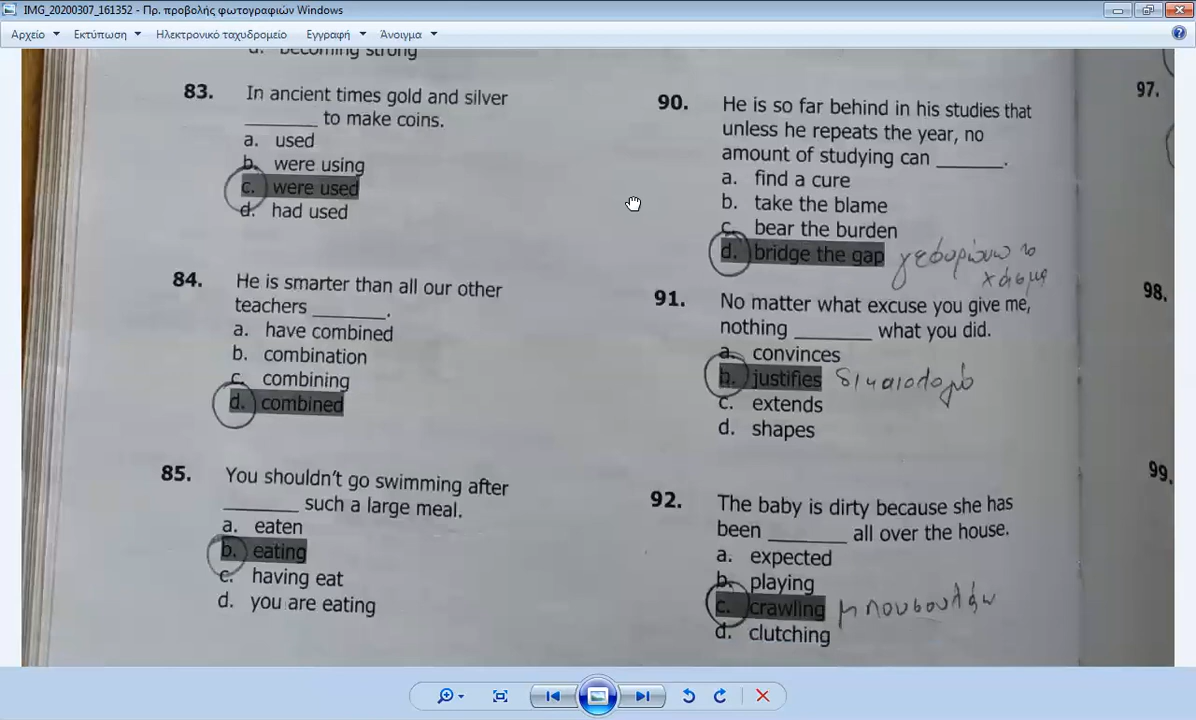 IMG_20200307_161352 - Πρ. προβολής φωτογραφιών Windows
Αρχείο Εκτύπωση Ηλεκτρονικό ταχυδρομείο Εγγραφή Άνοιγμα
d. becoming strong
83. In ancient times gold and silver
_______ to make coins.
a. used
b. were using
c. were used
d. had used
84. He is smarter than all our other
teachers _______.
a. have combined
b. combination
c. combining
d. combined
85. You shouldn't go swimming after
_______ such a large meal.
a. eaten
b. eating
c. having eat
d. you are eating
90. He is so far behind in his studies that
unless he repeats the year, no
amount of studying can _______.
a. find a cure
b. take the blame
c. bear the burden
d. bridge the gap γεφυρώνω το
χάσμα
91. No matter what excuse you give me,
nothing _______ what you did.
a. convinces
b. justifies δικαιολογώ
c. extends
d. shapes
92. The baby is dirty because she has
been _______ all over the house.
a. expected
b. playing
c. crawling μπουσουλάω
d. clutching
97.
98.
99.